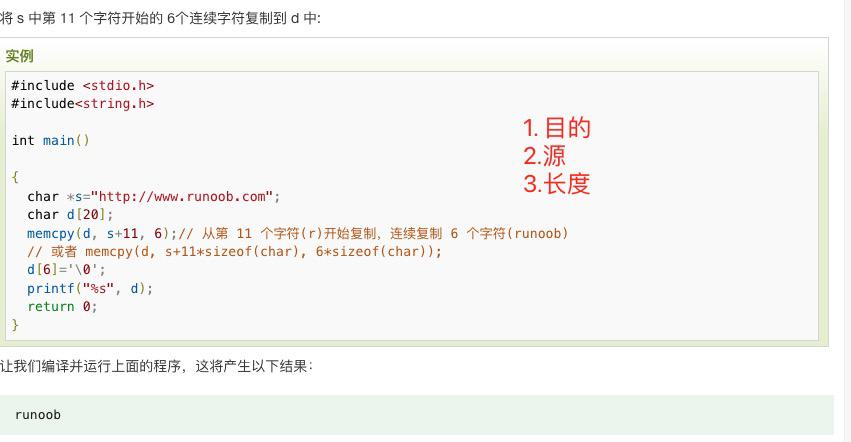 将 s 中第 11 个字符开始的 6个连续字符复制到 d 中:
实例
#include <stdio.h>
#include<string.h>
int main()
{
char *s="http://www.runoob.com";
char d[20];
memcpy(d, s+11, 6);// 从第 11 个字符(r)开始复制，连续复制 6 个字符(runoob)
// 或者 memcpy(d, s+11*sizeof(char), 6*sizeof(char));
d[6]='\0';
printf("%s", d);
return 0;
}
1. 目的
2.源
3.长度
让我们编译并运行上面的程序，这将产生以下结果：
runoob